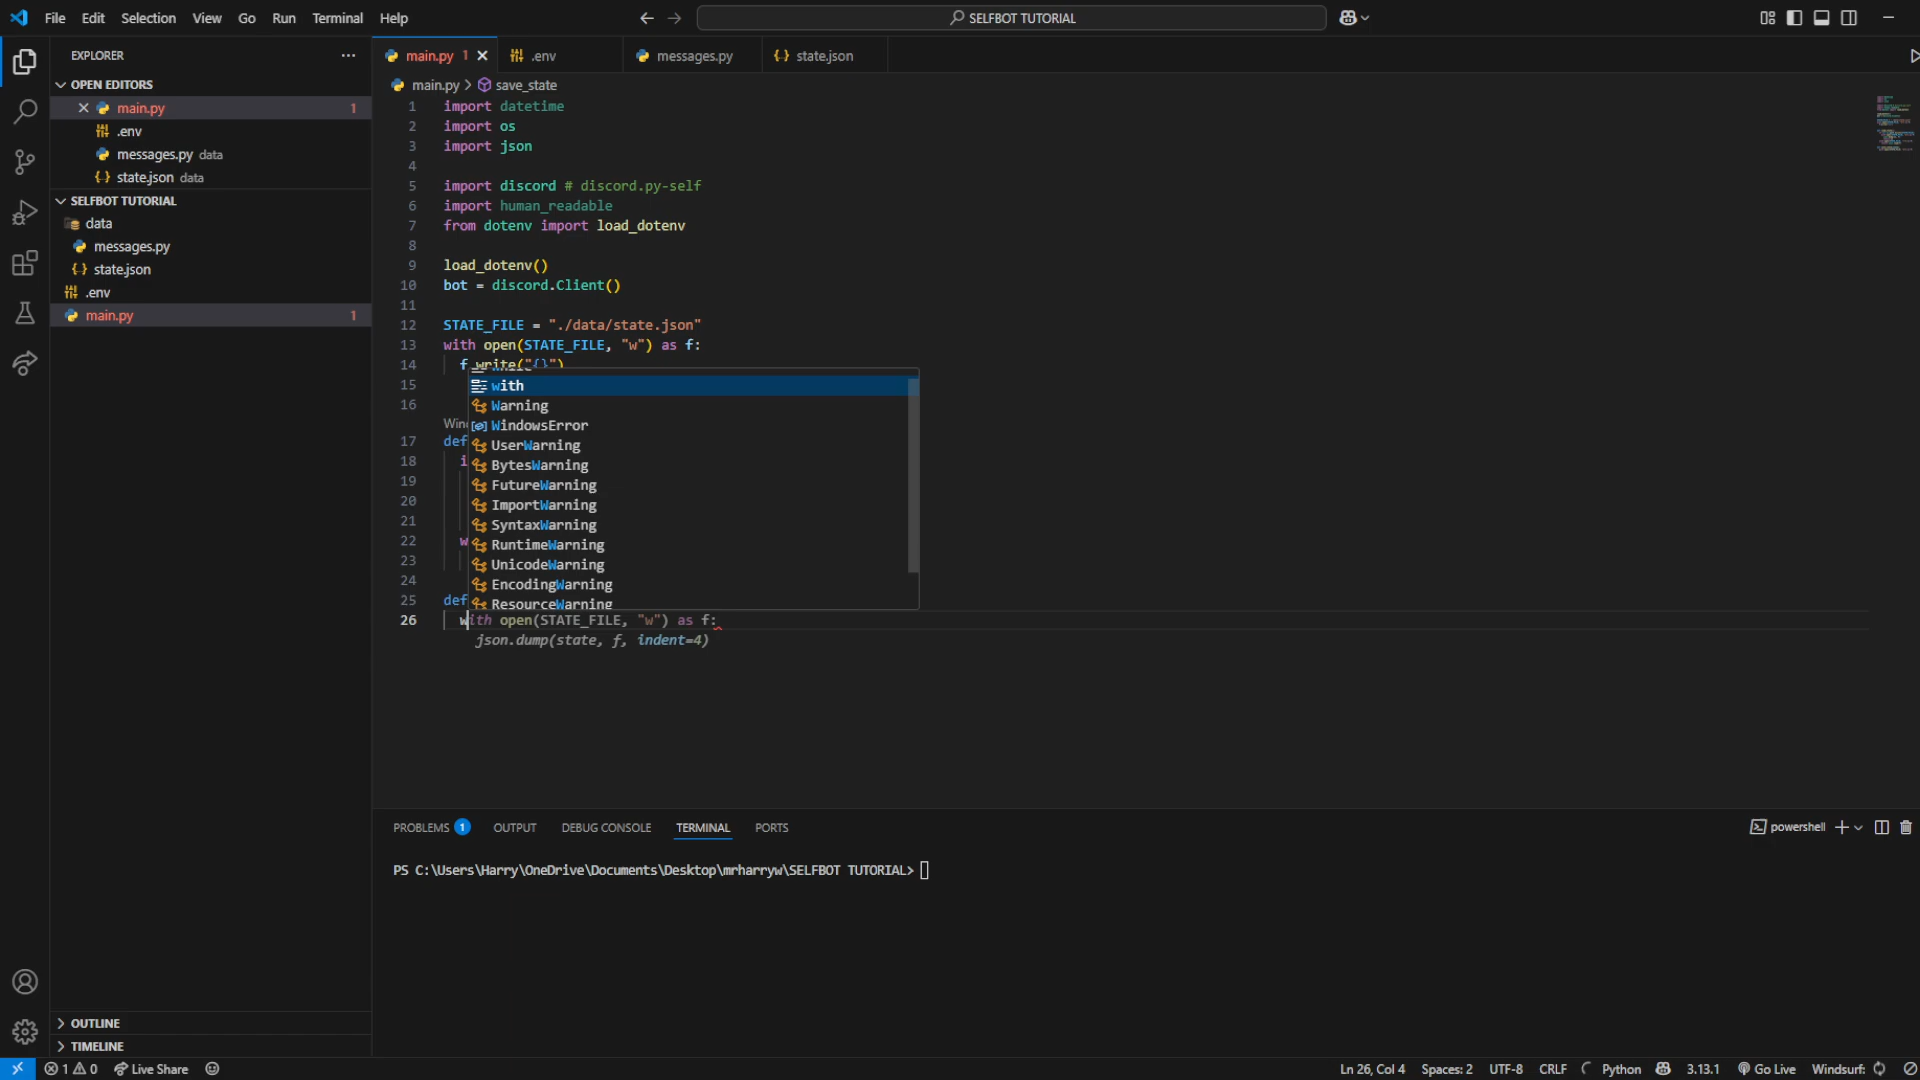 File Edit Selection View Go Run Terminal Help
SELFBOT TUTORIAL
EXPLORER
OPEN EDITORS
main.py 1
.env
messages.py data
state.json data
SELFBOT TUTORIAL
data
messages.py
state.json
.env
main.py 1
OUTLINE
TIMELINE
main.py 1 .env messages.py state.json
main.py > save_state
1 import datetime
2 import os
3 import json
4
5 import discord # discord.py-self
6 import human_readable
7 from dotenv import load_dotenv
8
9 load_dotenv()
10 bot = discord.Client()
11
12 STATE_FILE = "./data/state.json"
13 with open(STATE_FILE, "w") as f:
14 f.write("{}")
15
16
Wind
17 def
18 i
19
20
21
22 w
23
24
25 def
26 with open(STATE_FILE, "w") as f:
json.dump(state, f, indent=4)
with
Warning
WindowsError
UserWarning
BytesWarning
FutureWarning
ImportWarning
SyntaxWarning
RuntimeWarning
UnicodeWarning
EncodingWarning
ResourceWarning
PROBLEMS 1 OUTPUT DEBUG CONSOLE TERMINAL PORTS
powershell
PS C:\Users\Harry\OneDrive\Documents\Desktop\mrharryw\SELFBOT TUTORIAL>
1 0 Live Share
Ln 26, Col 4 Spaces: 2 UTF-8 CRLF Python 3.13.1 Go Live Windsurf: